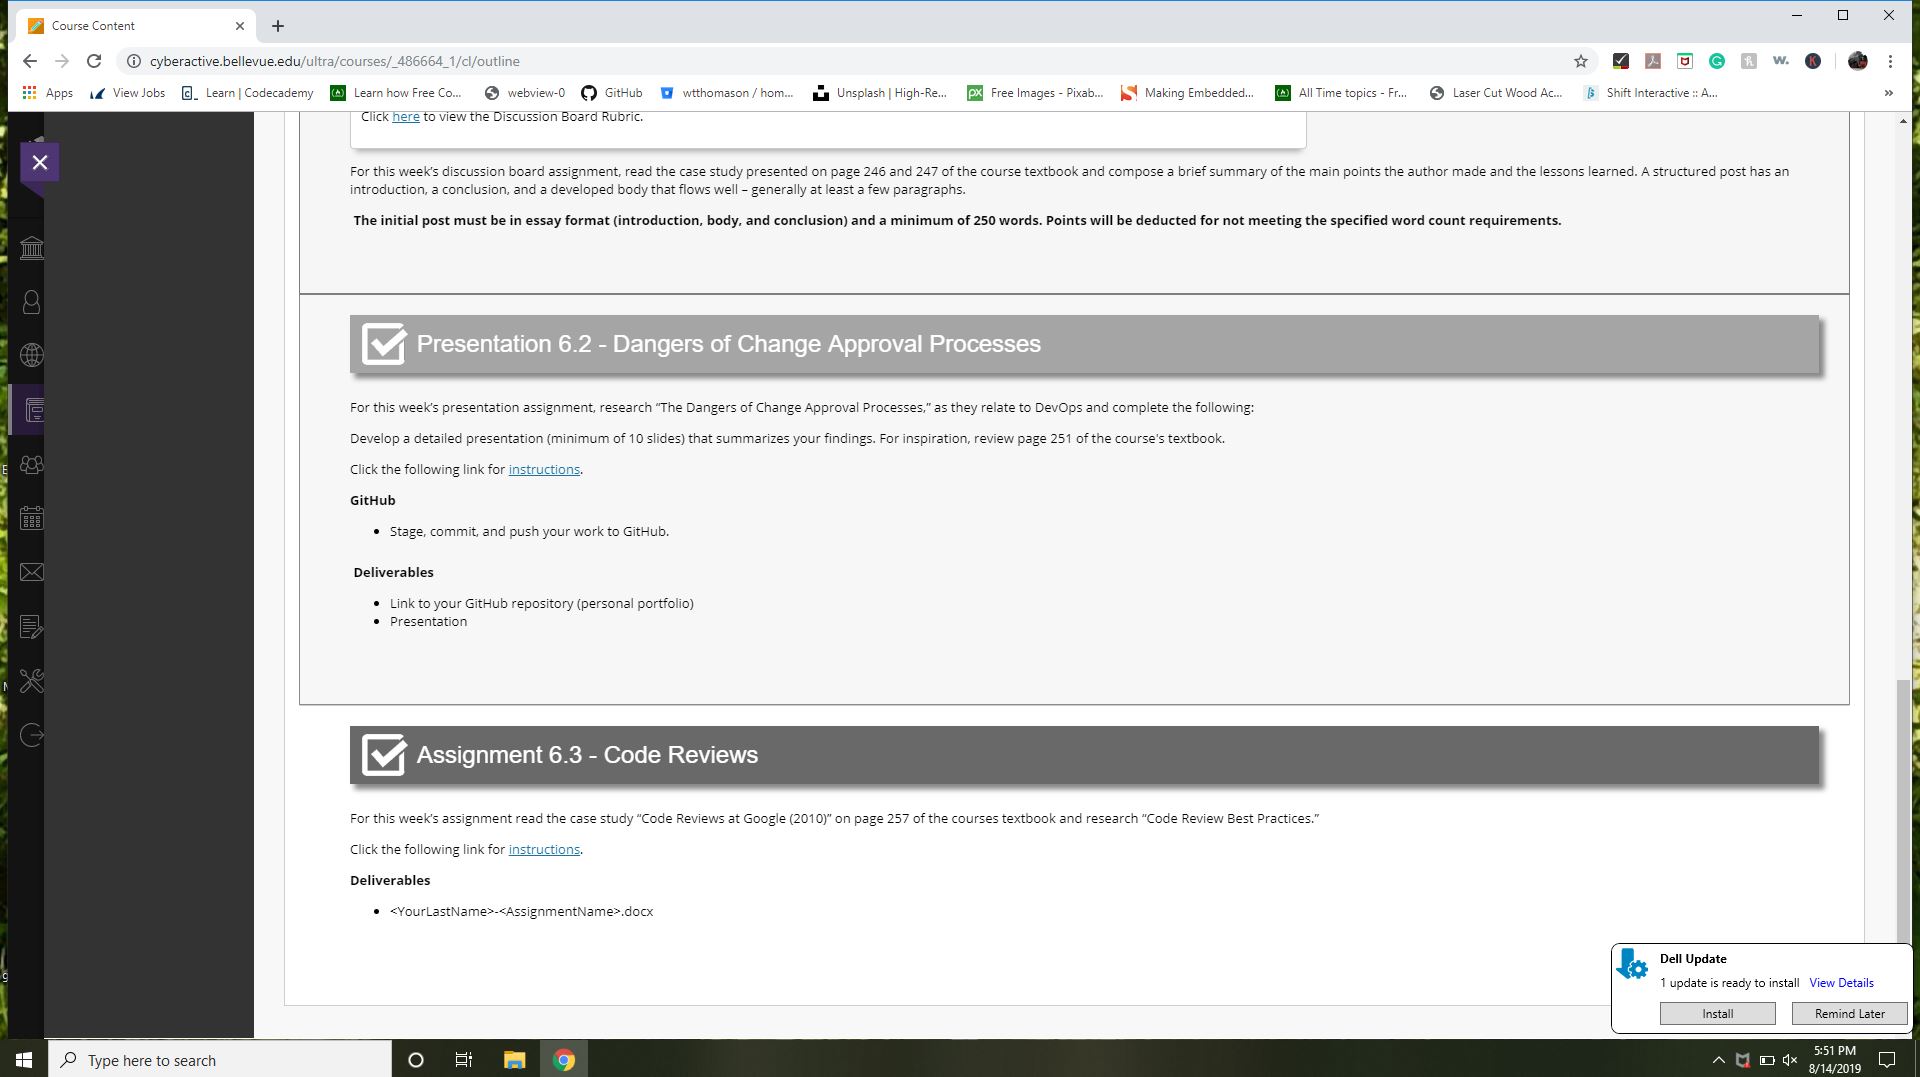 Course Content
cyberactive.bellevue.edu/ultra/courses/_486664_1/cl/outline
Apps View Jobs Learn | Codecademy Learn how Free Co... webview-0 GitHub wtthomason / hom... Unsplash | High-Re... Free Images - Pixab... Making Embedded... All Time topics - Fr... Laser Cut Wood Ac... Shift Interactive :: A... »
Click here to view the Discussion Board Rubric.
For this week's discussion board assignment, read the case study presented on page 246 and 247 of the course textbook and compose a brief summary of the main points the author made and the lessons learned. A structured post has an
introduction, a conclusion, and a developed body that flows well – generally at least a few paragraphs.
The initial post must be in essay format (introduction, body, and conclusion) and a minimum of 250 words. Points will be deducted for not meeting the specified word count requirements.
Presentation 6.2 - Dangers of Change Approval Processes
For this week's presentation assignment, research “The Dangers of Change Approval Processes,” as they relate to DevOps and complete the following:
Develop a detailed presentation (minimum of 10 slides) that summarizes your findings. For inspiration, review page 251 of the course's textbook.
Click the following link for instructions.
GitHub
• Stage, commit, and push your work to GitHub.
Deliverables
• Link to your GitHub repository (personal portfolio)
• Presentation
Assignment 6.3 - Code Reviews
For this week's assignment read the case study “Code Reviews at Google (2010)” on page 257 of the courses textbook and research “Code Review Best Practices.”
Click the following link for instructions.
Deliverables
• <YourLastName>-<AssignmentName>.docx
Dell Update
1 update is ready to install View Details
Install Remind Later
Type here to search
5:51 PM
8/14/2019